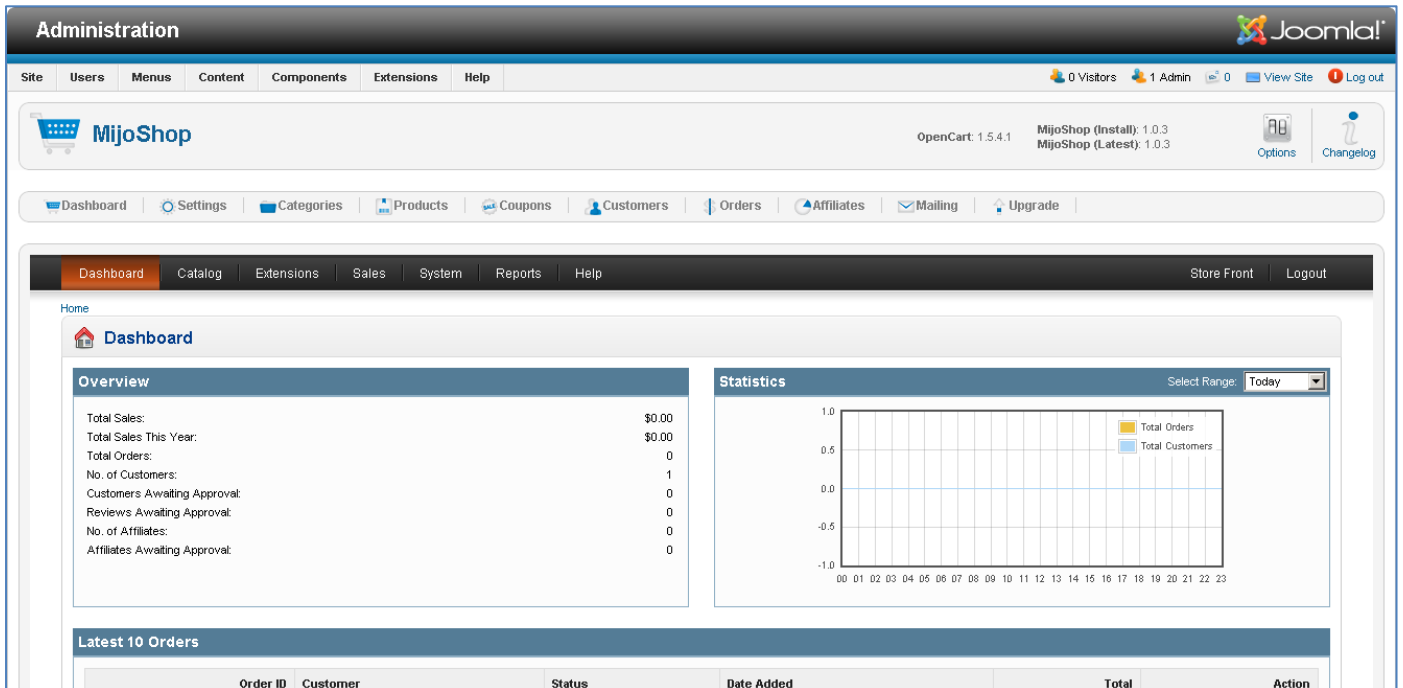 Administration
Joomla!
Site Users Menus Content Components Extensions Help 0 Visitors 1 Admin 0 View Site Log out
MijoShop
OpenCart: 1.5.4.1
MijoShop (Install): 1.0.3
MijoShop (Latest): 1.0.3
Options Changelog
Dashboard Settings Categories Products Coupons Customers Orders Affiliates Mailing Upgrade
Dashboard Catalog Extensions Sales System Reports Help Store Front Logout
Home
Dashboard
Overview
Total Sales: $0.00
Total Sales This Year: $0.00
Total Orders: 0
No. of Customers: 1
Customers Awaiting Approval: 0
Reviews Awaiting Approval: 0
No. of Affiliates: 0
Affiliates Awaiting Approval: 0
Statistics Select Range: Today
1.0
0.5
0.0
-0.5
-1.0
Total Orders
Total Customers
00 01 02 03 04 05 06 07 08 09 10 11 12 13 14 15 16 17 18 19 20 21 22 23
Latest 10 Orders
Order ID Customer Status Date Added Total Action